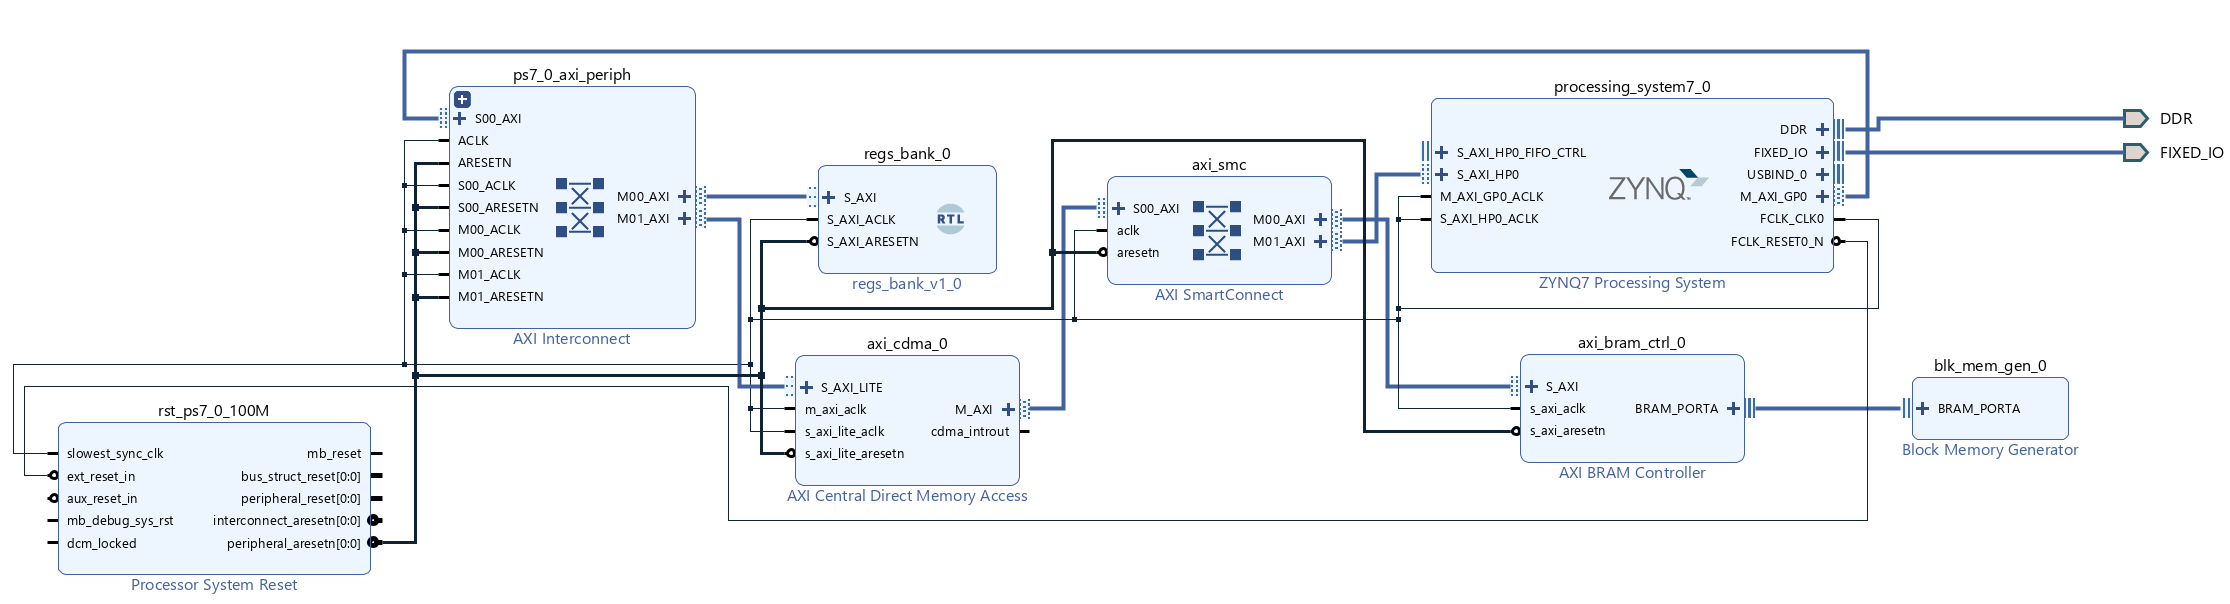 ps7_0_axi_periph
S00_AXI
ACLK
ARESETN
S00_ACLK
S00_ARESETN
M00_ACLK
M00_ARESETN
M01_ACLK
M01_ARESETN
M00_AXI
M01_AXI
AXI Interconnect
regs_bank_0
S_AXI
S_AXI_ACLK
S_AXI_ARESETN
RTL
regs_bank_v1_0
axi_smc
S00_AXI
aclk
aresetn
M00_AXI
M01_AXI
AXI SmartConnect
processing_system7_0
S_AXI_HP0_FIFO_CTRL
S_AXI_HP0
M_AXI_GP0_ACLK
S_AXI_HP0_ACLK
ZYNQ
DDR
FIXED_IO
USBIND_0
M_AXI_GP0
FCLK_CLK0
FCLK_RESET0_N
ZYNQ7 Processing System
DDR
FIXED_IO
axi_cdma_0
S_AXI_LITE
m_axi_aclk
s_axi_lite_aclk
s_axi_lite_aresetn
M_AXI
cdma_introut
AXI Central Direct Memory Access
axi_bram_ctrl_0
S_AXI
s_axi_aclk
s_axi_aresetn
BRAM_PORTA
AXI BRAM Controller
blk_mem_gen_0
BRAM_PORTA
Block Memory Generator
rst_ps7_0_100M
slowest_sync_clk
ext_reset_in
aux_reset_in
mb_debug_sys_rst
dcm_locked
mb_reset
bus_struct_reset[0:0]
peripheral_reset[0:0]
interconnect_aresetn[0:0]
peripheral_aresetn[0:0]
Processor System Reset